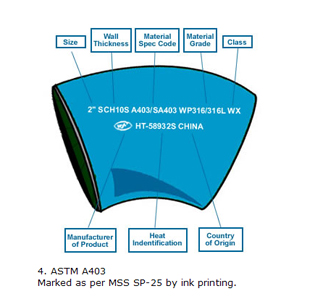 Size
Wall
Thickness
Material
Spec Code
Material
Grade
Class
2" SCH10S A403/SA403 WP316/316L WX
HT-58932S CHINA
Manufacturer
of Product
Heat
Indentification
Country
of Origin
4. ASTM A403
Marked as per MSS SP-25 by ink printing.